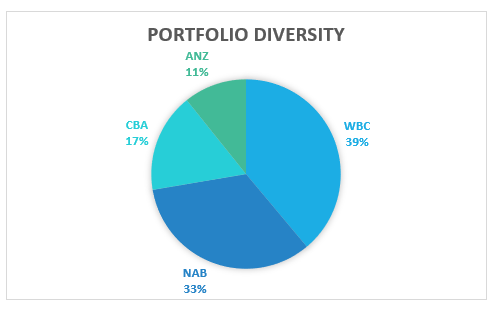 PORTFOLIO DIVERSITY
ANZ
11%
WBC
39%
CBA
17%
NAB
33%